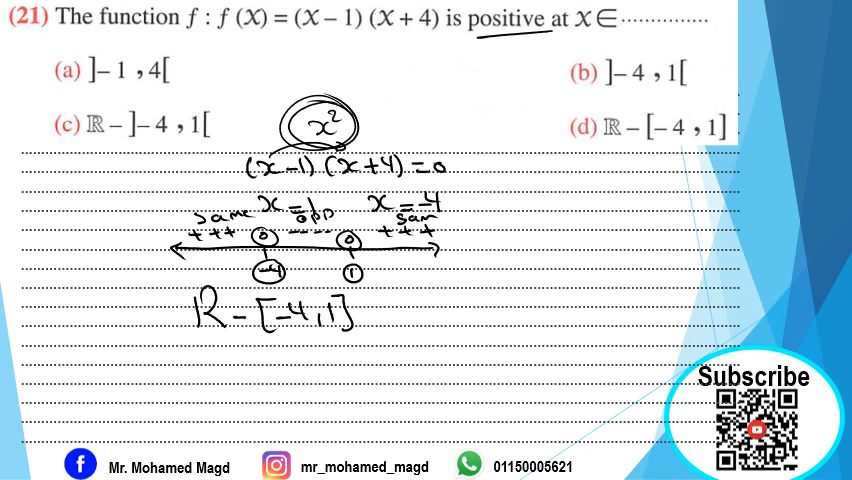 (21) The function f : f (X) = (X – 1) (X + 4) is positive at X ∈ ................
(a) ]– 1 , 4[
(b) ]– 4 , 1[
(c) ℝ – ]– 4 , 1[
(d) ℝ – [– 4 , 1]
x²
(x – 1) (x + 4) = 0
x = 1 x = –4
same opp sam
+++ ---- +++
0 0
–4 1
R – [–4 , 1]
Subscribe
Mr. Mohamed Magd
mr_mohamed_magd
01150005621